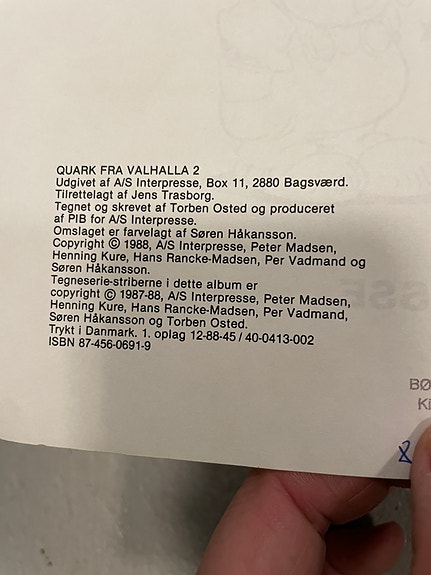 QUARK FRA VALHALLA 2
Udgivet af A/S Interpresse, Box 11, 2880 Bagsværd.
Tilrettelagt af Jens Trasborg.
Tegnet og skrevet af Torben Osted og produceret
af PIB for A/S Interpresse.
Omslaget er farvelagt af Søren Håkansson.
Copyright © 1988, A/S Interpresse, Peter Madsen,
Henning Kure, Hans Rancke-Madsen, Per Vadmand og
Søren Håkansson.
Tegneserie-striberne i dette album er
copyright © 1987-88, A/S Interpresse, Peter Madsen,
Henning Kure, Hans Rancke-Madsen, Per Vadmand,
Søren Håkansson og Torben Osted.
Trykt i Danmark. 1. oplag 12-88-45 / 40-0413-002
ISBN 87-456-0691-9
BØ
Ki